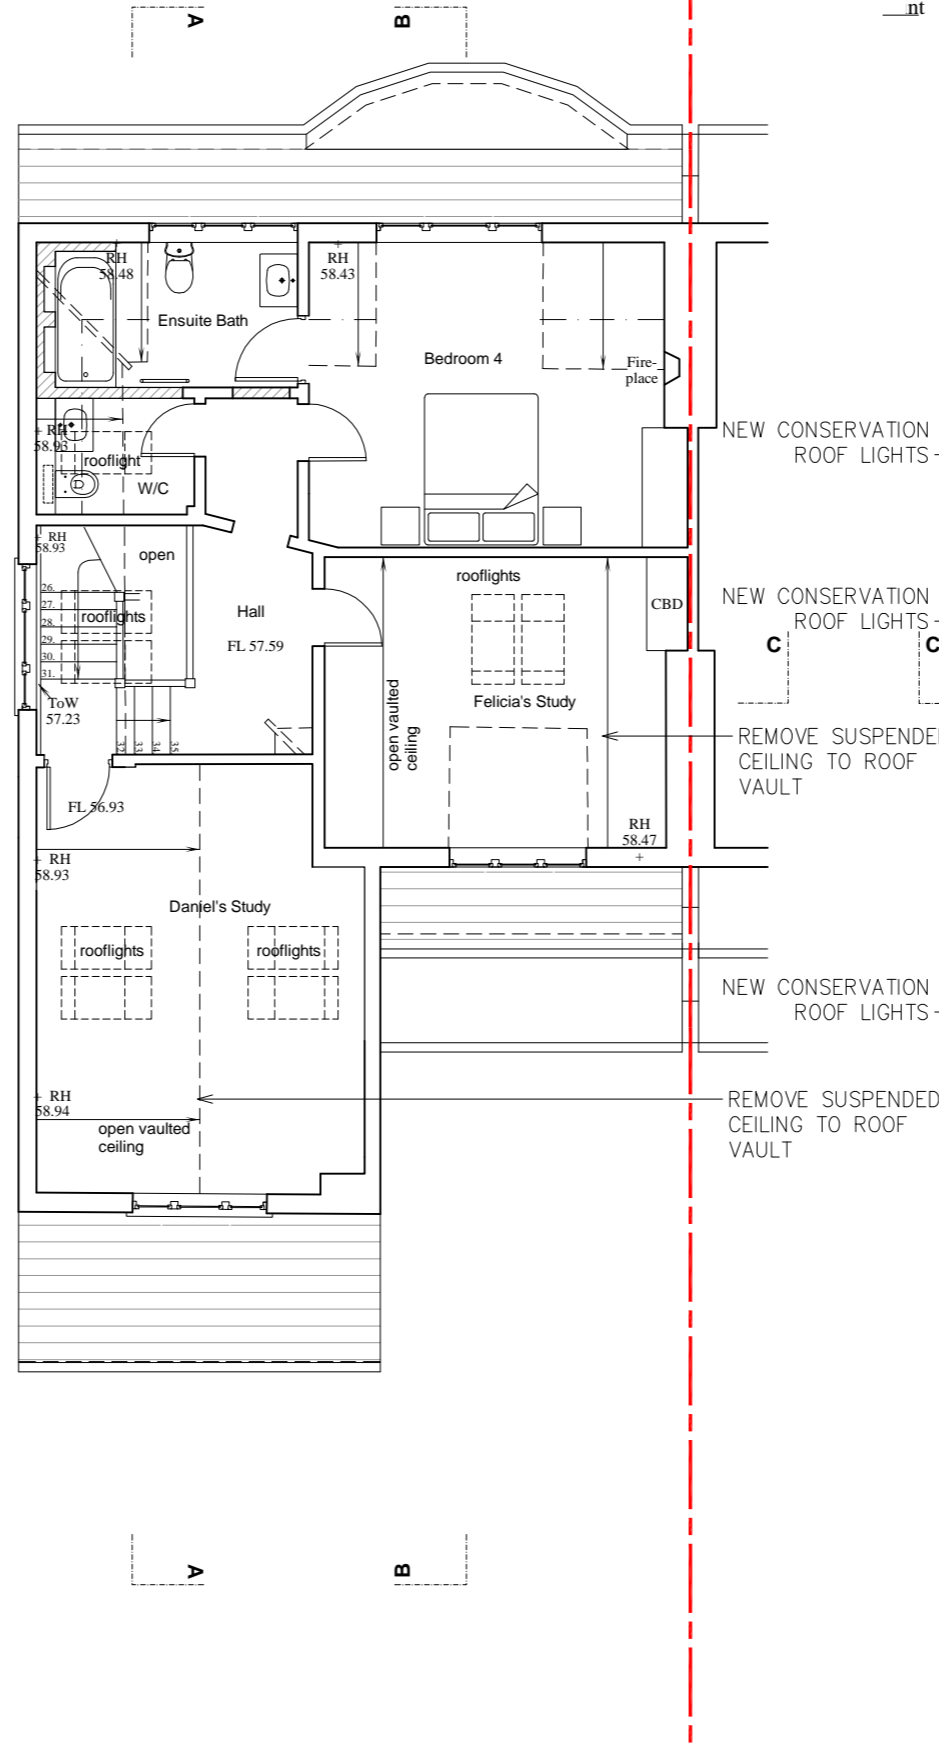 nt
A
B
RH
58.48
RH
58.43
Ensuite Bath
Bedroom 4
Fire-
place
RH
58.93
rooflight
W/C
NEW CONSERVATION
ROOF LIGHTS
RH
58.93
open
rooflights
26.
27.
28.
29.
30.
31.
rooflights
Hall
FL 57.59
CBD
NEW CONSERVATION
ROOF LIGHTS
C
C
ToW
57.23
32.
33.
34.
35.
open vaulted
ceiling
Felicia's Study
REMOVE SUSPENDED
CEILING TO ROOF
VAULT
FL 56.93
RH
58.47
RH
58.93
Daniel's Study
rooflights
rooflights
NEW CONSERVATION
ROOF LIGHTS
RH
58.94
open vaulted
ceiling
REMOVE SUSPENDED
CEILING TO ROOF
VAULT
A
B